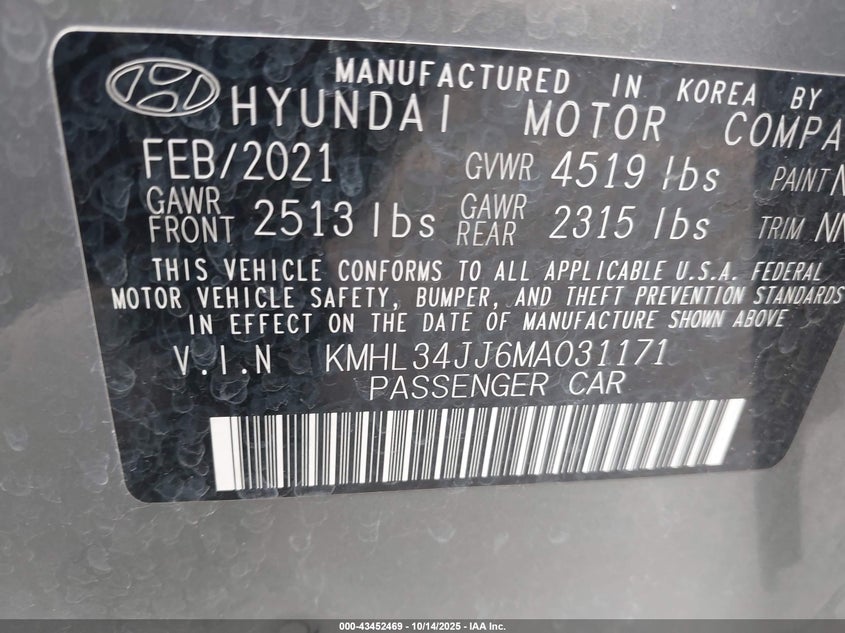 MANUFACTURED IN KOREA BY
HYUNDAI MOTOR
FEB/2021 GVWR 4519 lbs PAINT
GAWR FRONT 2513 lbs GAWR REAR 2315 lbs TRIM
THIS VEHICLE CONFORMS TO ALL APPLICABLE U.S.A. FEDERAL
MOTOR VEHICLE SAFETY, BUMPER, AND THEFT PREVENTION STANDARDS
IN EFFECT ON THE DATE OF MANUFACTURE SHOWN ABOVE
V.I.N KMHL34JJ6MA031171
PASSENGER CAR
000-43452469 - 10/14/2025 - IAA Inc.